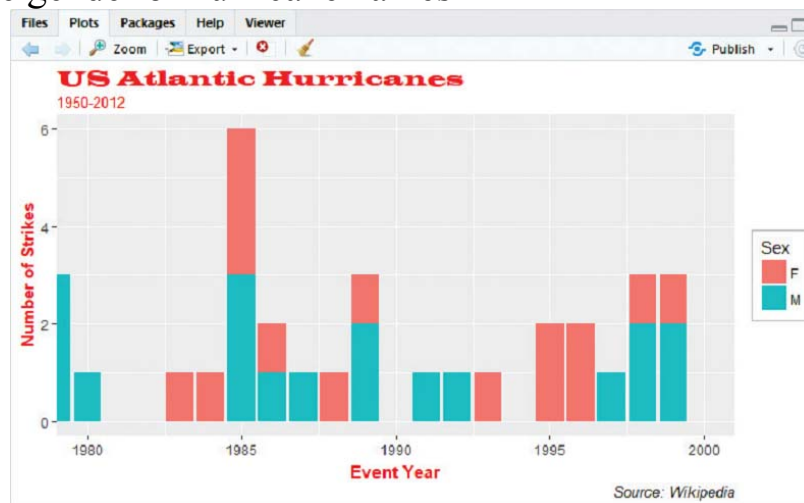 Files Plots Packages Help Viewer
Zoom Export Publish
US Atlantic Hurricanes
1950-2012
6
4
2
0
Number of Strikes
1980 1985 1990 1995 2000
Event Year
Source: Wikipedia
Sex
F
M